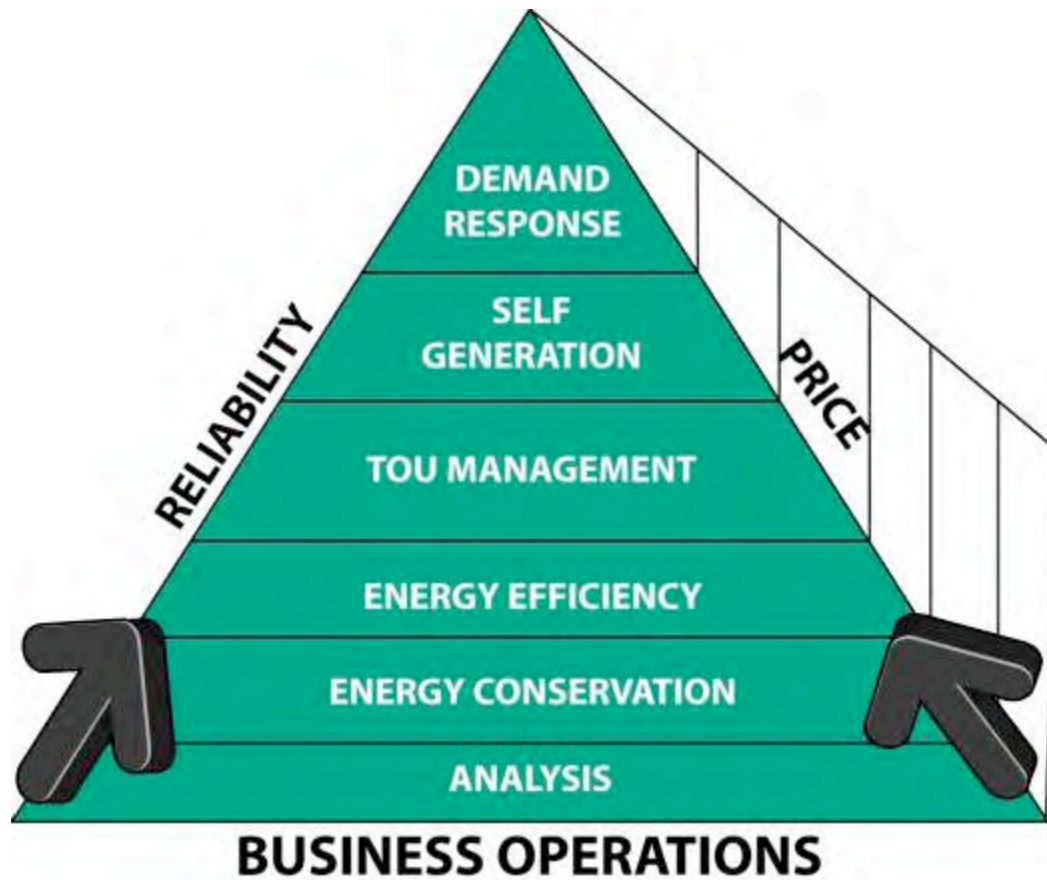 DEMAND
RESPONSE
SELF
GENERATION
RELIABILITY
PRICE
TOU MANAGEMENT
ENERGY EFFICIENCY
ENERGY CONSERVATION
ANALYSIS
BUSINESS OPERATIONS